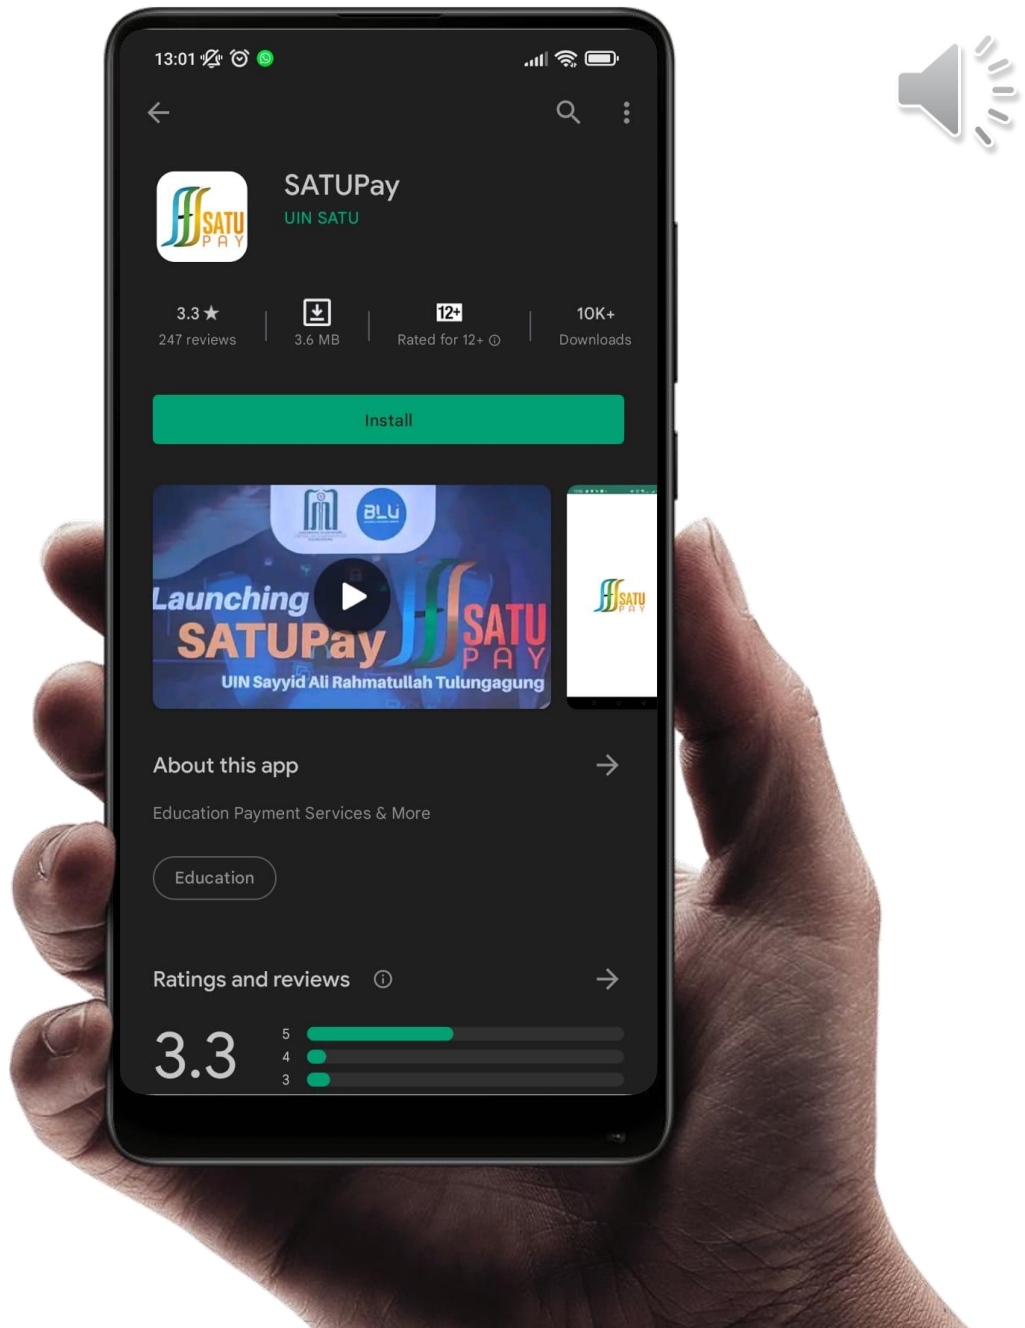 13:01
SATUPay
UIN SATU
SATU
PAY
3.3★
247 reviews
3.6 MB
12+
Rated for 12+
10K+
Downloads
Install
BLU
Launching
SATUPay
SATU
PAY
UIN Sayyid Ali Rahmatullah Tulungagung
SATU
PAY
About this app
Education Payment Services & More
Education
Ratings and reviews
3.3
5
4
3